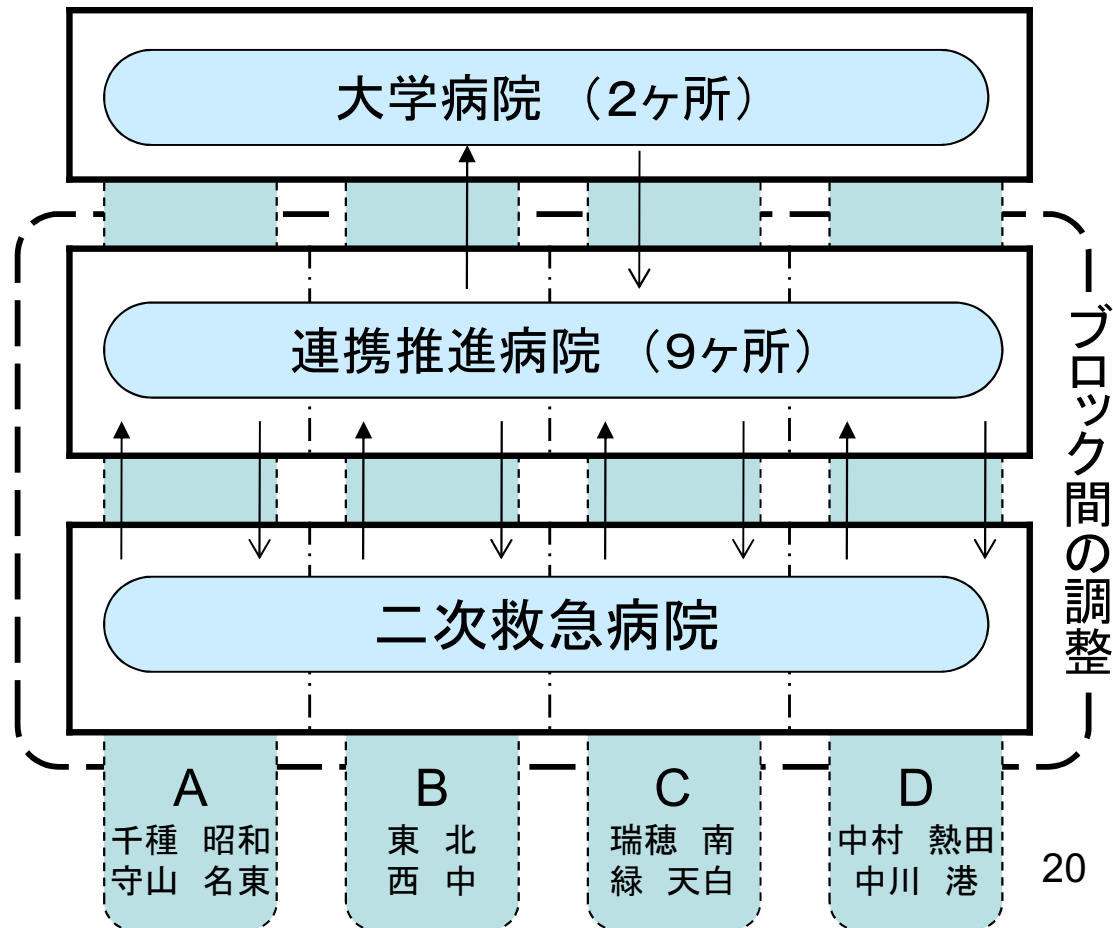 大学病院 （２ヶ所）
連携推進病院 （９ヶ所）
二次救急病院
ブロック間の調整
A
千種 昭和
守山 名東
B
東 北
西 中
C
瑞穂 南
緑 天白
D
中村 熱田
中川 港
20